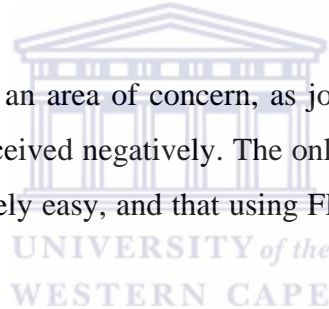 an area of concern, as jo
ceived negatively. The onl
ely easy, and that using
UNIVERSITY of the
WESTERN CAPE